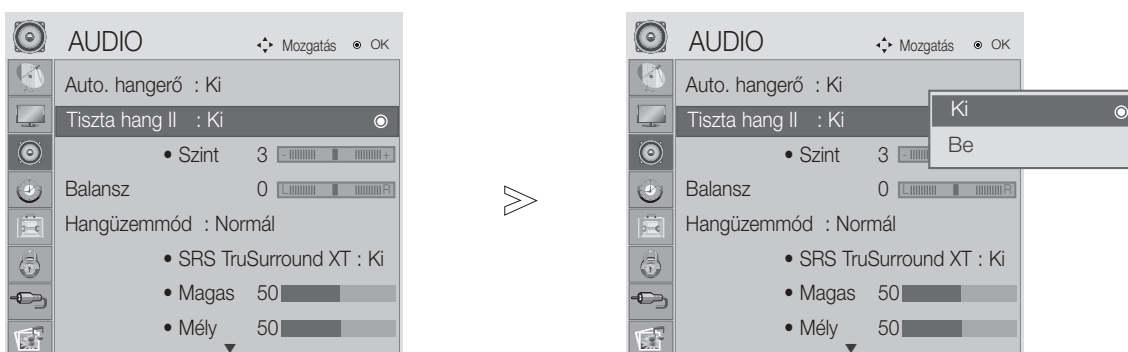 AUDIO Mozgatás OK
Auto. hangerő : Ki
Tiszta hang II : Ki
• Szint 3 - +
Balansz 0 L R
Hangüzemmód : Normál
• SRS TruSurround XT : Ki
• Magas 50
• Mély 50
AUDIO Mozgatás OK
Auto. hangerő : Ki
Tiszta hang II : Ki
Ki
Be
• Szint 3 -
Balansz 0 L R
Hangüzemmód : Normál
• SRS TruSurround XT : Ki
• Magas 50
• Mély 50